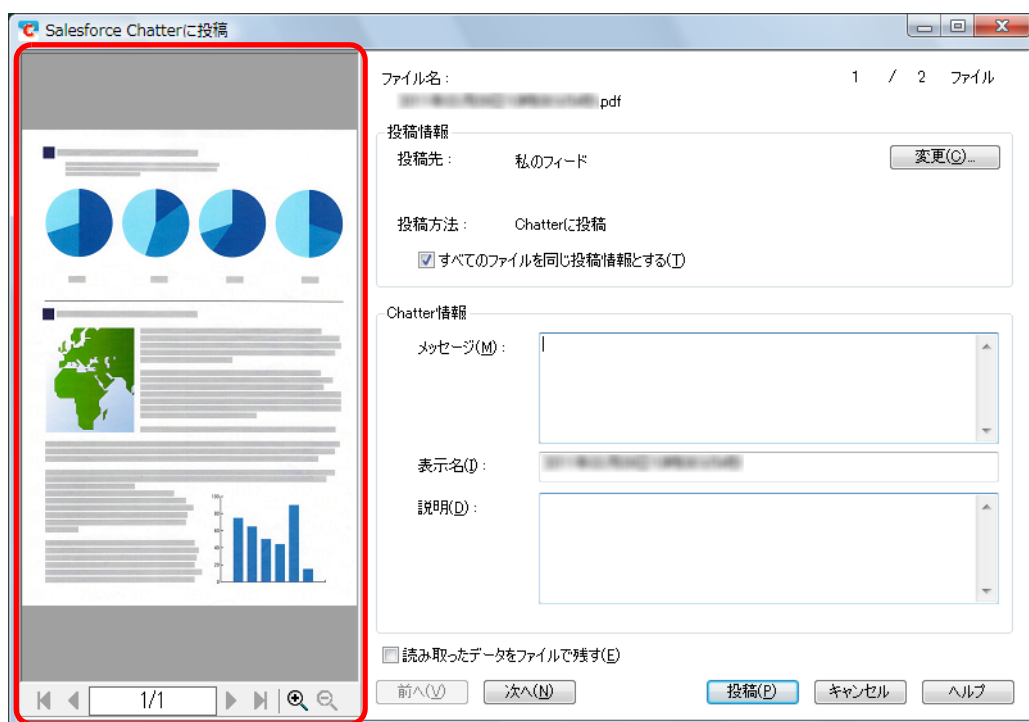 Salesforce Chatterに投稿
ファイル名：
1 / 2 ファイル
.pdf
投稿情報
投稿先： 私のフィード 変更(C)...
投稿方法： Chatterに投稿
すべてのファイルを同じ投稿情報とする(T)
Chatter情報
メッセージ(M)：
表示名(I)：
説明(D)：
100
80
60
40
20
0
読み取ったデータをファイルで残す(E)
1/1
前へ(V) 次へ(N) 投稿(P) キャンセル ヘルプ